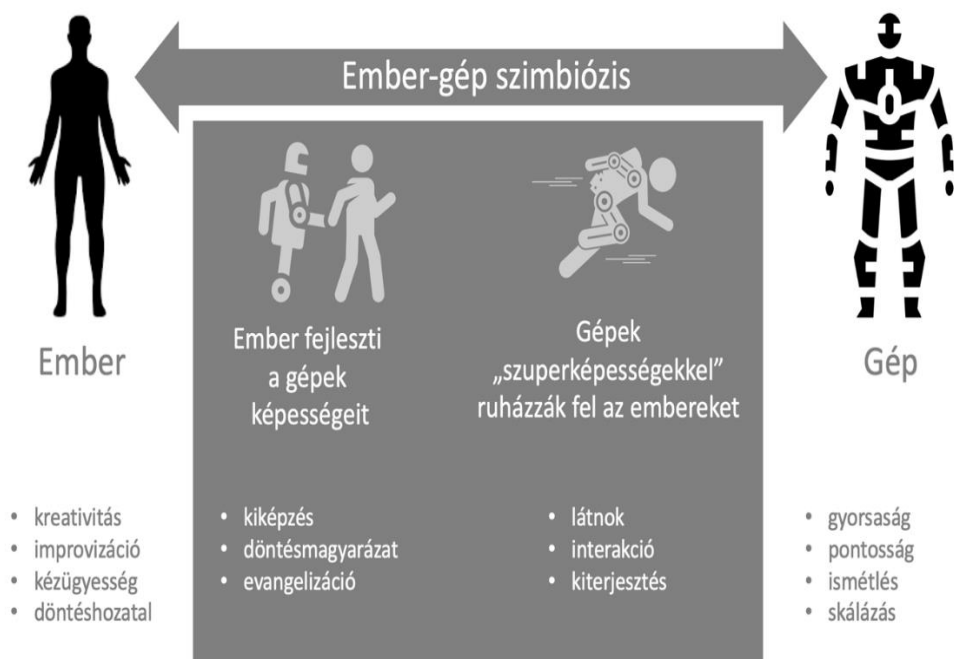 Ember-gép szimbiózis
Ember
Ember fejleszti
a gépek
képességeit
Gépek
„szuperképességekkel”
ruházzák fel az embereket
Gép
• kreativitás
• improvizáció
• kézügyesség
• döntéshozatal
• kiképzés
• döntésmagyarázat
• evangelizáció
• látnok
• interakció
• kiterjesztés
• gyorsaság
• pontosság
• ismétlés
• skálázás